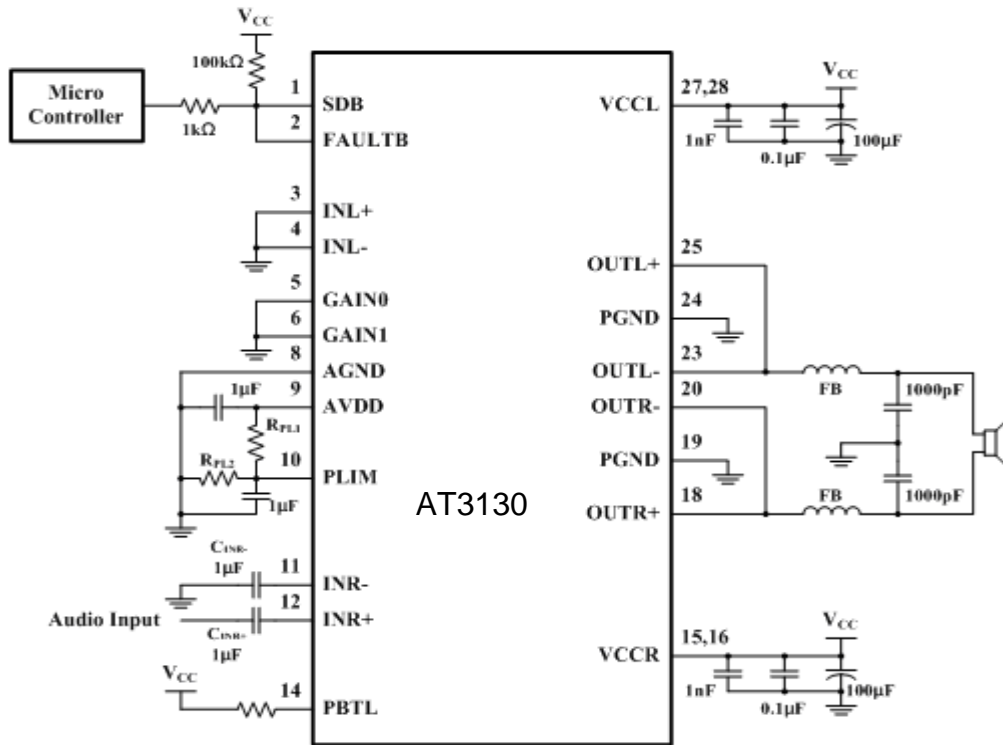 VCC
100kΩ
Micro
Controller
1kΩ
1
SDB
2
FAULTB
3
INL+
4
INL-
5
GAIN0
6
GAIN1
8
AGND
1µF
9
AVDD
RPL1
RPL2
10
PLIM
1µF
CINR-
1µF
11
INR-
12
INR+
Audio Input
CINR+
1µF
VCC
14
PBTL
AT3130
27,28
VCCL
VCC
1nF
0.1µF
100µF
25
OUTL+
24
PGND
23
OUTL-
20
OUTR-
19
PGND
18
OUTR+
FB
1000pF
FB
1000pF
15,16
VCCR
VCC
1nF
0.1µF
100µF